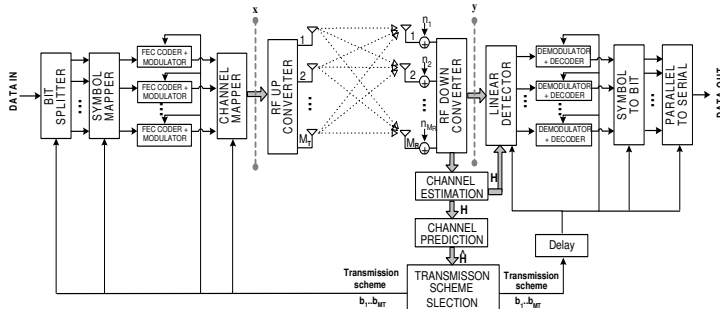 x
y
DATA IN
BIT
SPLITTER
SYMBOL
MAPPER
FEC CODER +
MODULATOR
FEC CODER +
MODULATOR
FEC CODER +
MODULATOR
CHANNEL
MAPPER
RF UP
CONVERTER
1
2
M_T
1
2
M_R
n_1
n_2
n_MR
RF DOWN
CONVERTER
LINEAR
DETECTOR
DEMODULATOR
+ DECODER
DEMODULATOR
+ DECODER
DEMODULATOR
+ DECODER
SYMBOL
TO BIT
PARALLEL
TO SERIAL
DATA OUT
CHANNEL
ESTIMATION
H
H
CHANNEL
PREDICTION
Ĥ
TRANSMISSON
SCHEME
SLECTION
Transmission
scheme
b_1..b_MT
Transmission
scheme
b_1..b_MT
Delay